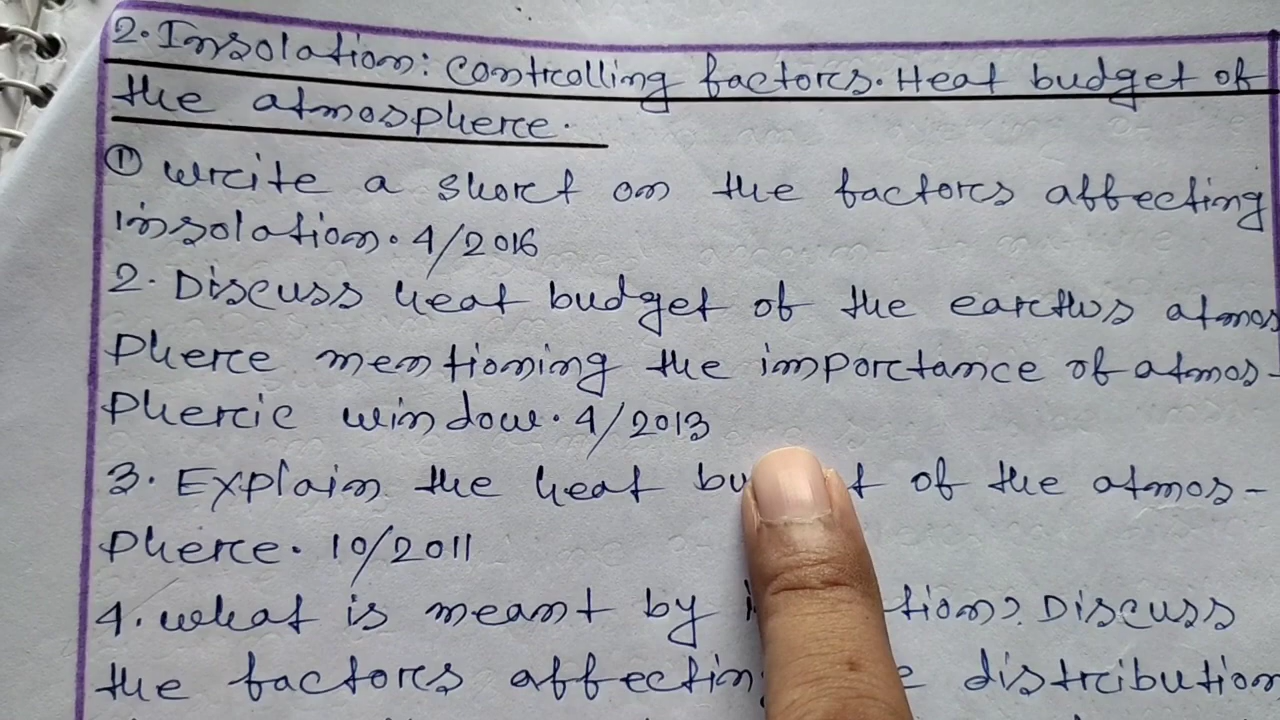 2. Insolation: Controlling factors. Heat budget of
the atmosphere.
① Write a short on the factors affecting
insolation. 4/2016
2. Discuss heat budget of the earths atmos
phere mentioning the importance of atmos-
pheric window. 4/2013
3. Explain the heat of the atmos-
phere. 10/2011
4. What is meant by Discuss
the factors distribution